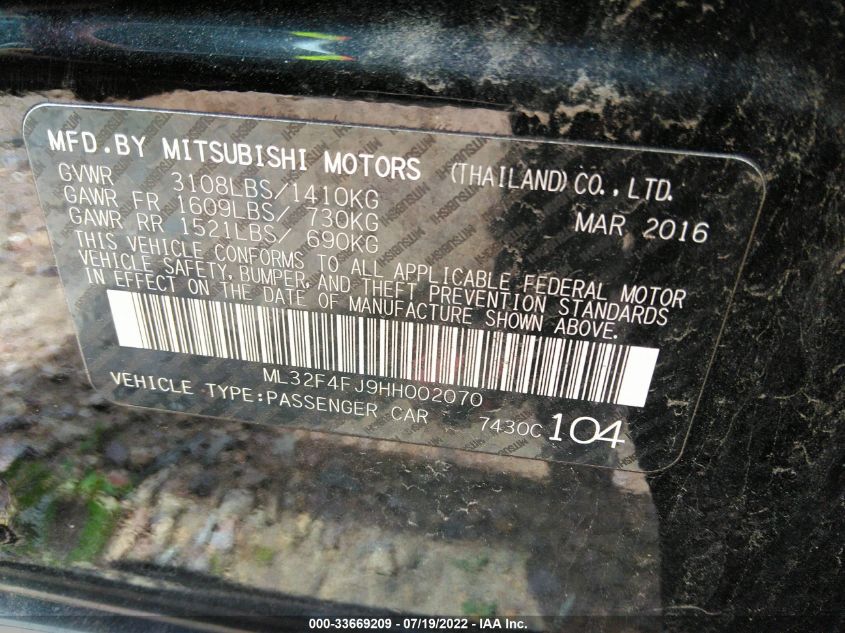 MFD.BY MITSUBISHI MOTORS (THAILAND) CO., LTD.
GVWR 3108LBS/1410KG
GAWR FR 1609LBS/ 730KG MAR 2016
GAWR RR 1521LBS/ 690KG
THIS VEHICLE CONFORMS TO ALL APPLICABLE FEDERAL MOTOR
VEHICLE SAFETY, BUMPER, AND THEFT PREVENTION STANDARDS
IN EFFECT ON THE DATE OF MANUFACTURE SHOWN ABOVE.
ML32F4FJ9HH002070
VEHICLE TYPE:PASSENGER CAR 7430C 104
000-33669209 - 07/19/2022 - IAA Inc.